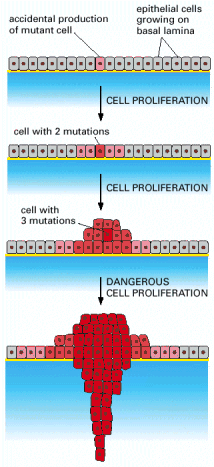 accidental production
of mutant cell
epithelial cells
growing on
basal lamina
CELL PROLIFERATION
cell with 2 mutations
CELL PROLIFERATION
cell with
3 mutations
DANGEROUS
CELL PROLIFERATION